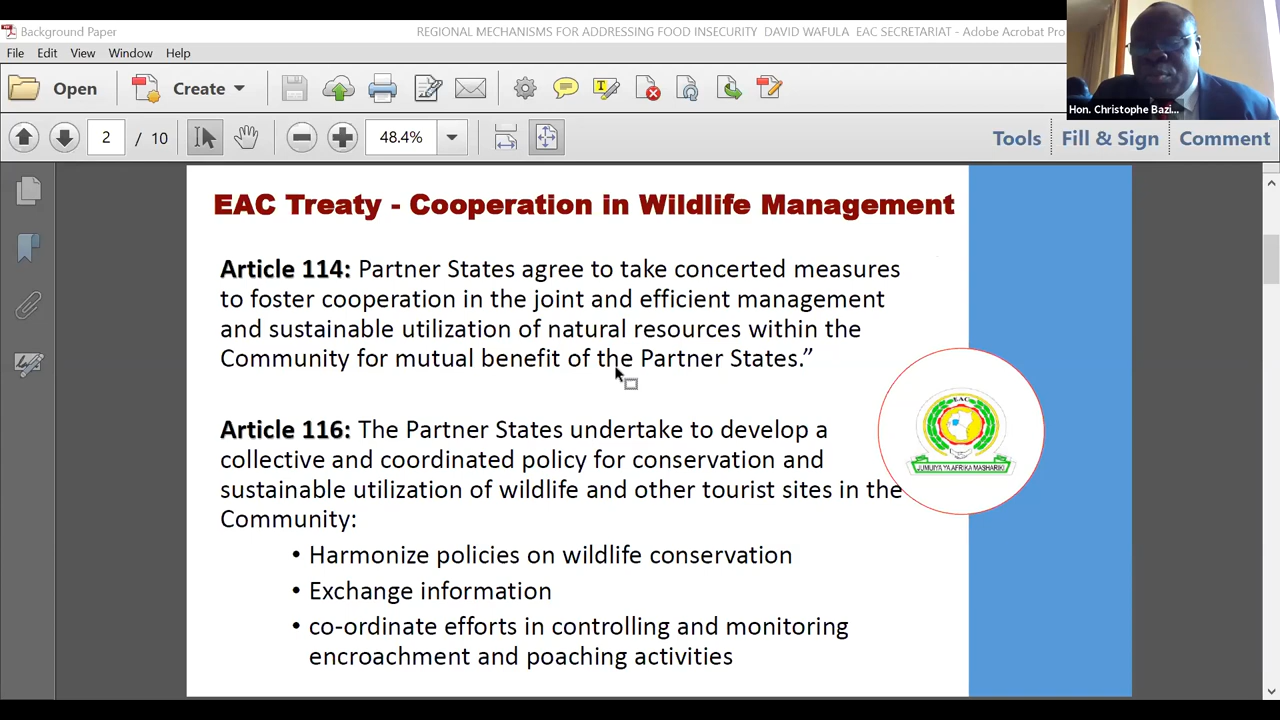 Background Paper
REGIONAL MECHANISMS FOR ADDRESSING FOOD INSECURITY DAVID WAFULA EAC SECRETARIAT - Adobe Acrobat Pro
File Edit View Window Help
Open Create
2 / 10 48.4% Tools Fill & Sign Comment
Hon. Christophe Bazi...
EAC Treaty - Cooperation in Wildlife Management
Article 114: Partner States agree to take concerted measures
to foster cooperation in the joint and efficient management
and sustainable utilization of natural resources within the
Community for mutual benefit of the Partner States.”
Article 116: The Partner States undertake to develop a
collective and coordinated policy for conservation and
sustainable utilization of wildlife and other tourist sites in the
Community:
• Harmonize policies on wildlife conservation
• Exchange information
• co-ordinate efforts in controlling and monitoring
encroachment and poaching activities
EAC
JUMUIYA YA AFRIKA MASHARIKI